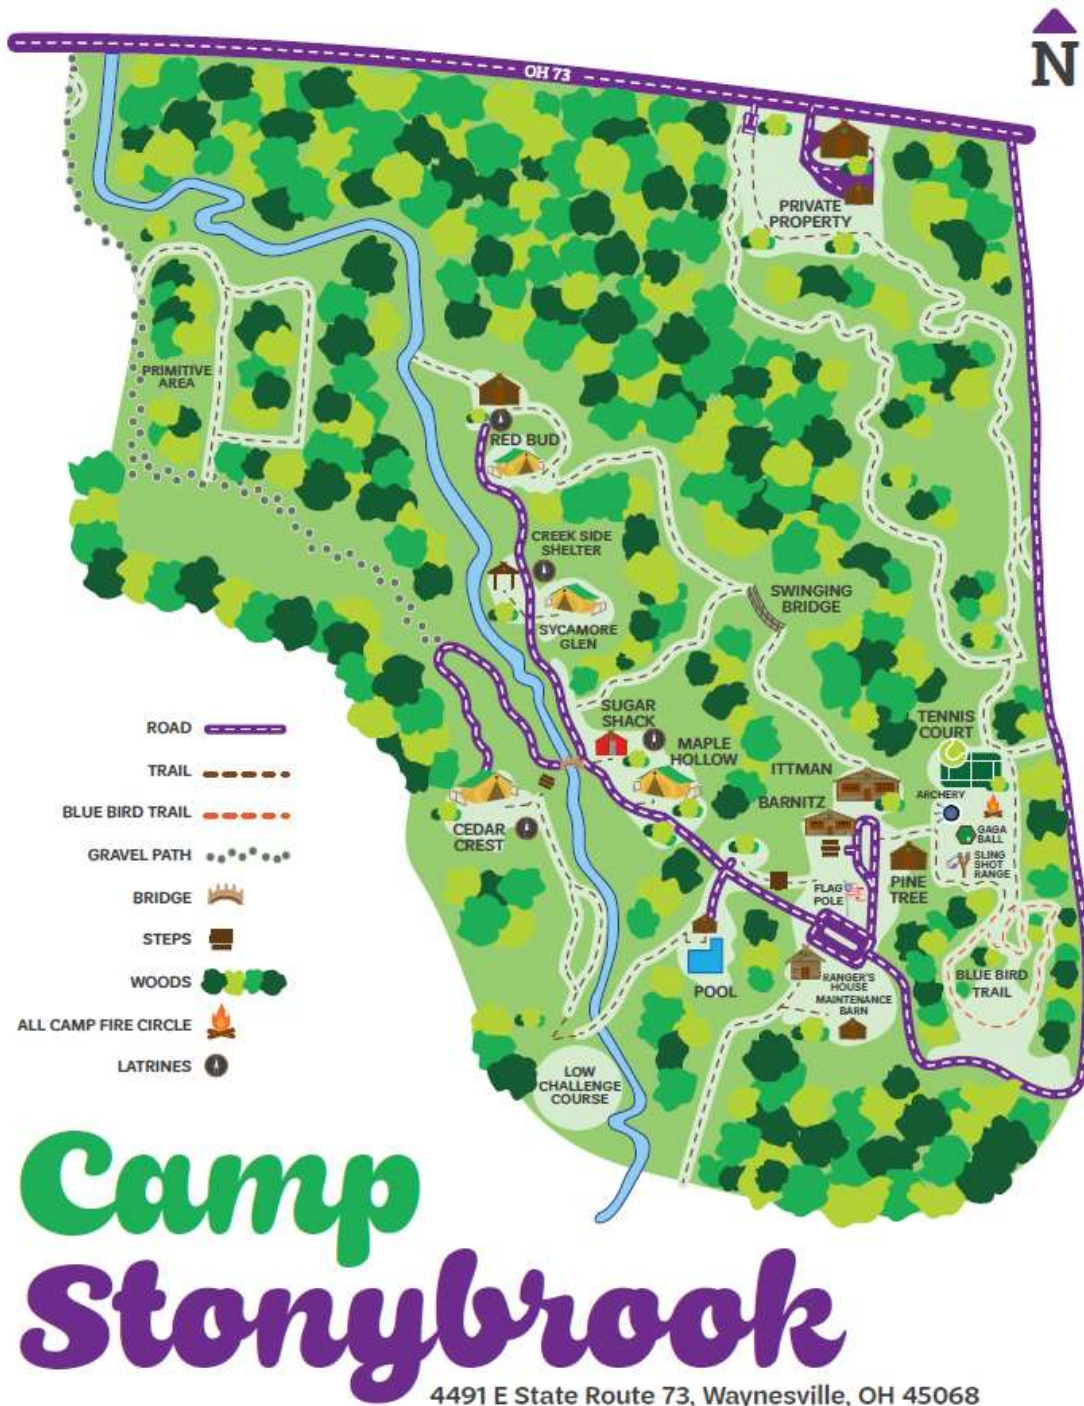 N
OH 73
PRIVATE
PROPERTY
PRIMITIVE
AREA
RED BUD
CREEK SIDE
SHELTER
SWINGING
BRIDGE
SYCAMORE
GLEN
SUGAR
SHACK
MAPLE
HOLLOW
TENNIS
COURT
ITTMAN
ARCHERY
BARNITZ
GAGA
BALL
SLING
SHOT
RANGE
CEDAR
CREST
PINE
TREE
FLAG
POLE
BLUE BIRD
TRAIL
POOL
RANGER'S
HOUSE
MAINTENANCE
BARN
LOW
CHALLENGE
COURSE
ROAD
TRAIL
BLUE BIRD TRAIL
GRAVEL PATH
BRIDGE
STEPS
WOODS
ALL CAMP FIRE CIRCLE
LATRINES
Camp
Stonybrook
4491 E State Route 73, Waynesville, OH 45068